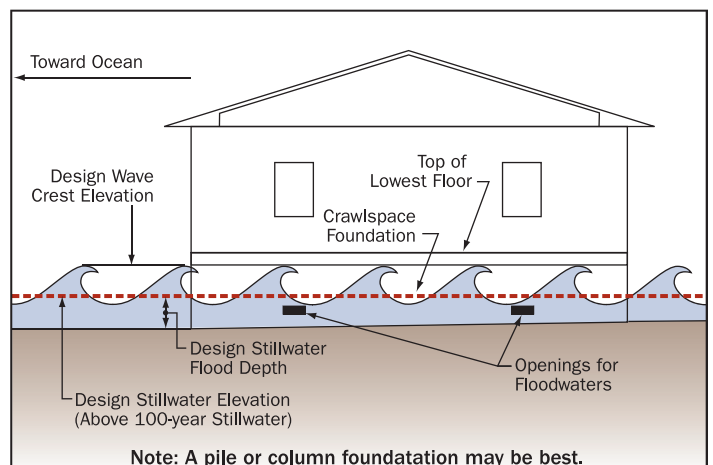 Toward Ocean
Design Wave
Crest Elevation
Top of
Lowest Floor
Crawlspace
Foundation
Design Stillwater
Flood Depth
Openings for
Floodwaters
Design Stillwater Elevation
(Above 100-year Stillwater)
Note: A pile or column foundatation may be best.